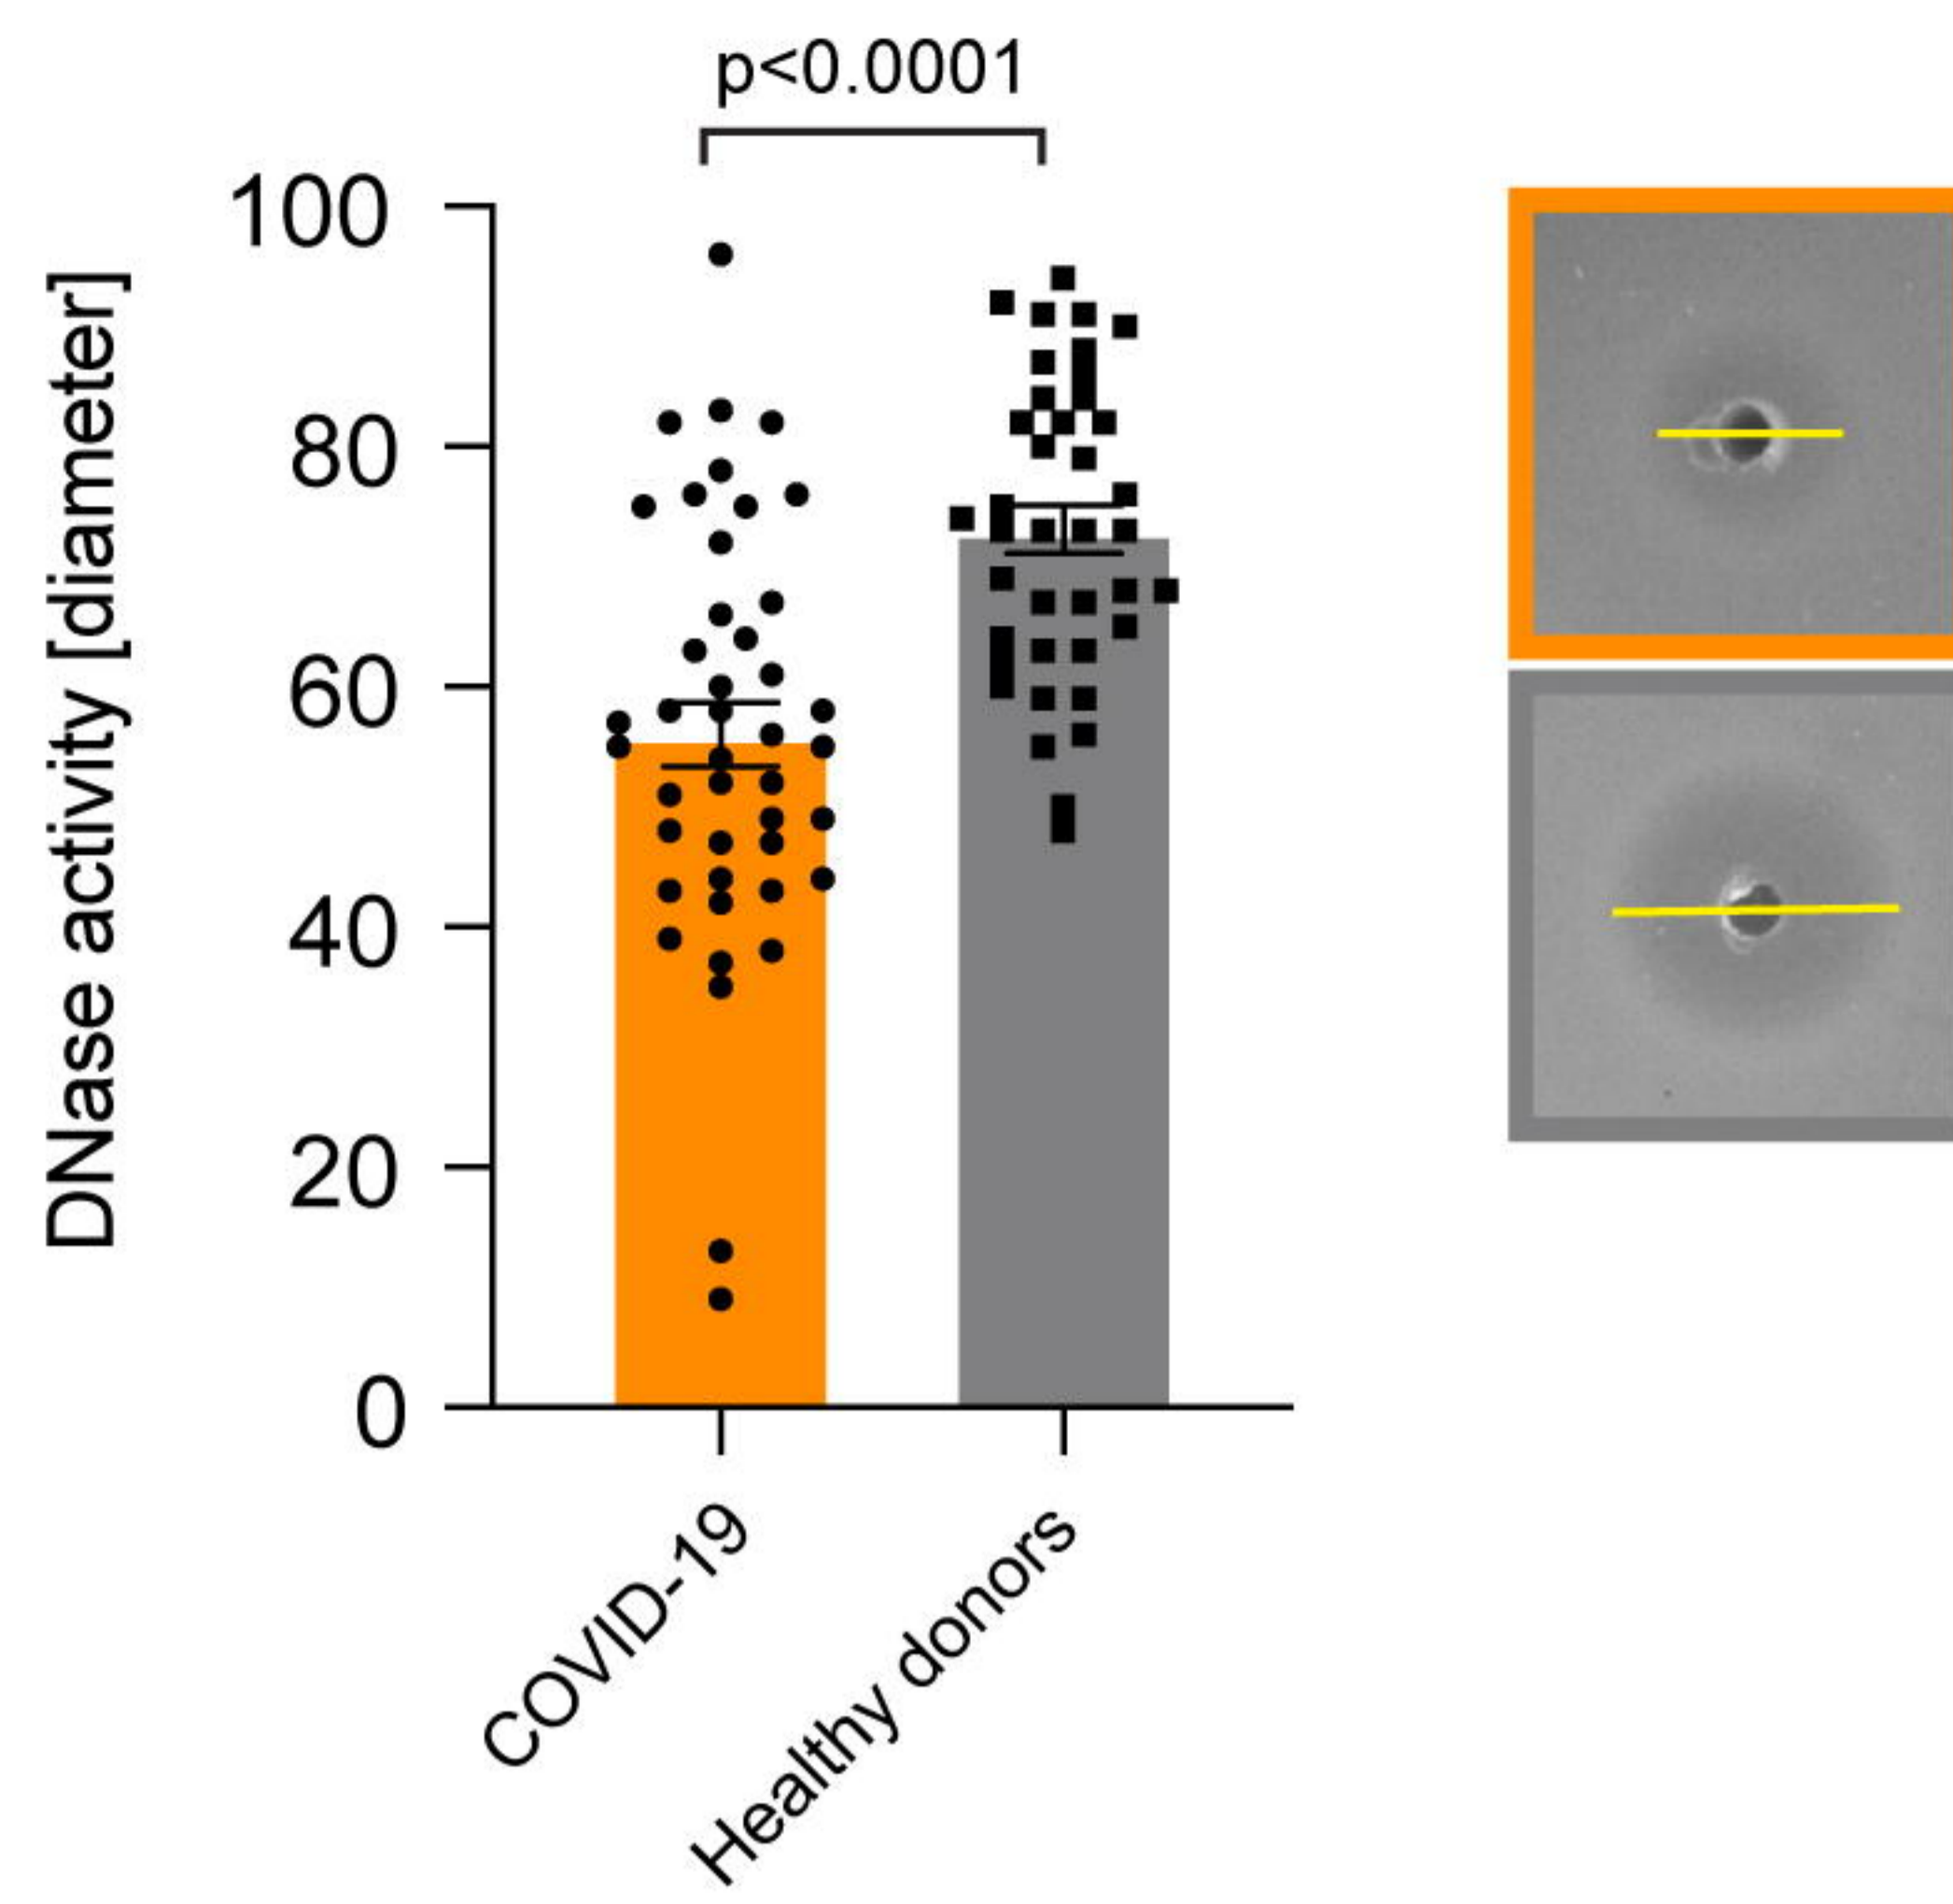 p<0.0001
100
80
60
40
20
0
DNase activity [diameter]
COVID-19
Healthy donors